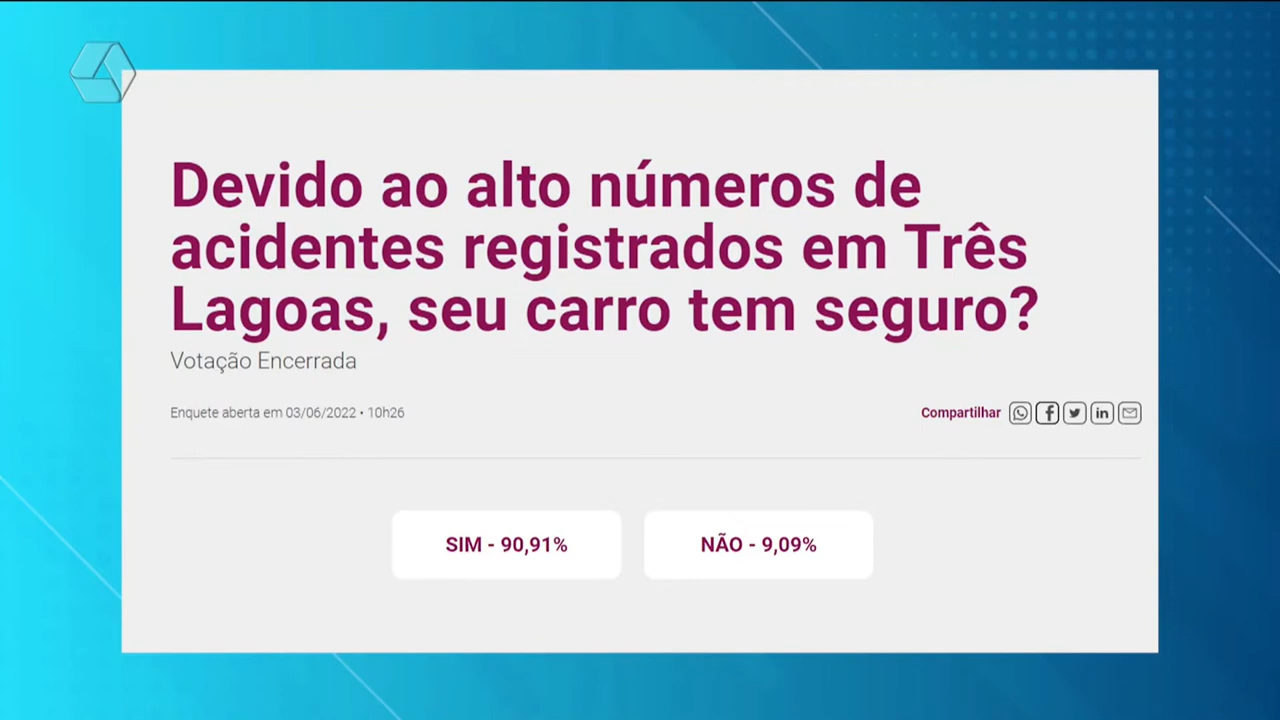 Devido ao alto números de
acidentes registrados em Três
Lagoas, seu carro tem seguro?
Votação Encerrada
Enquete aberta em 03/06/2022 • 10h26
Compartilhar
SIM - 90,91%
NÃO - 9,09%